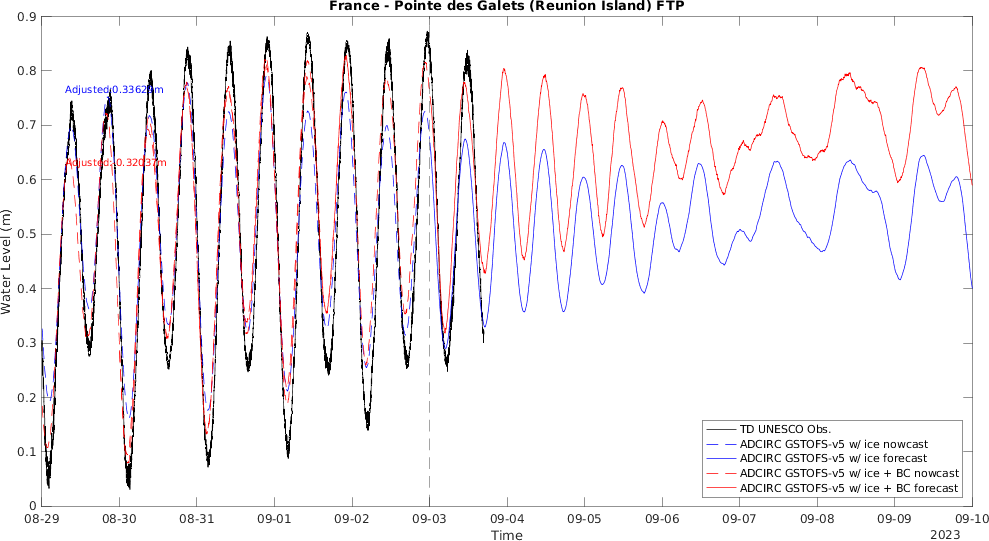 France - Pointe des Galets (Reunion Island) FTP
0.9
0.8
0.7
0.6
0.5
0.4
0.3
0.2
0.1
0
Water Level (m)
Adjusted:0.33629m
Adjusted:-0.32037m
TD UNESCO Obs.
ADCIRC GSTOFS-v5 w/ ice nowcast
ADCIRC GSTOFS-v5 w/ ice forecast
ADCIRC GSTOFS-v5 w/ ice + BC nowcast
ADCIRC GSTOFS-v5 w/ ice + BC forecast
08-29 08-30 08-31 09-01 09-02 09-03 09-04 09-05 09-06 09-07 09-08 09-09 09-10
Time
2023